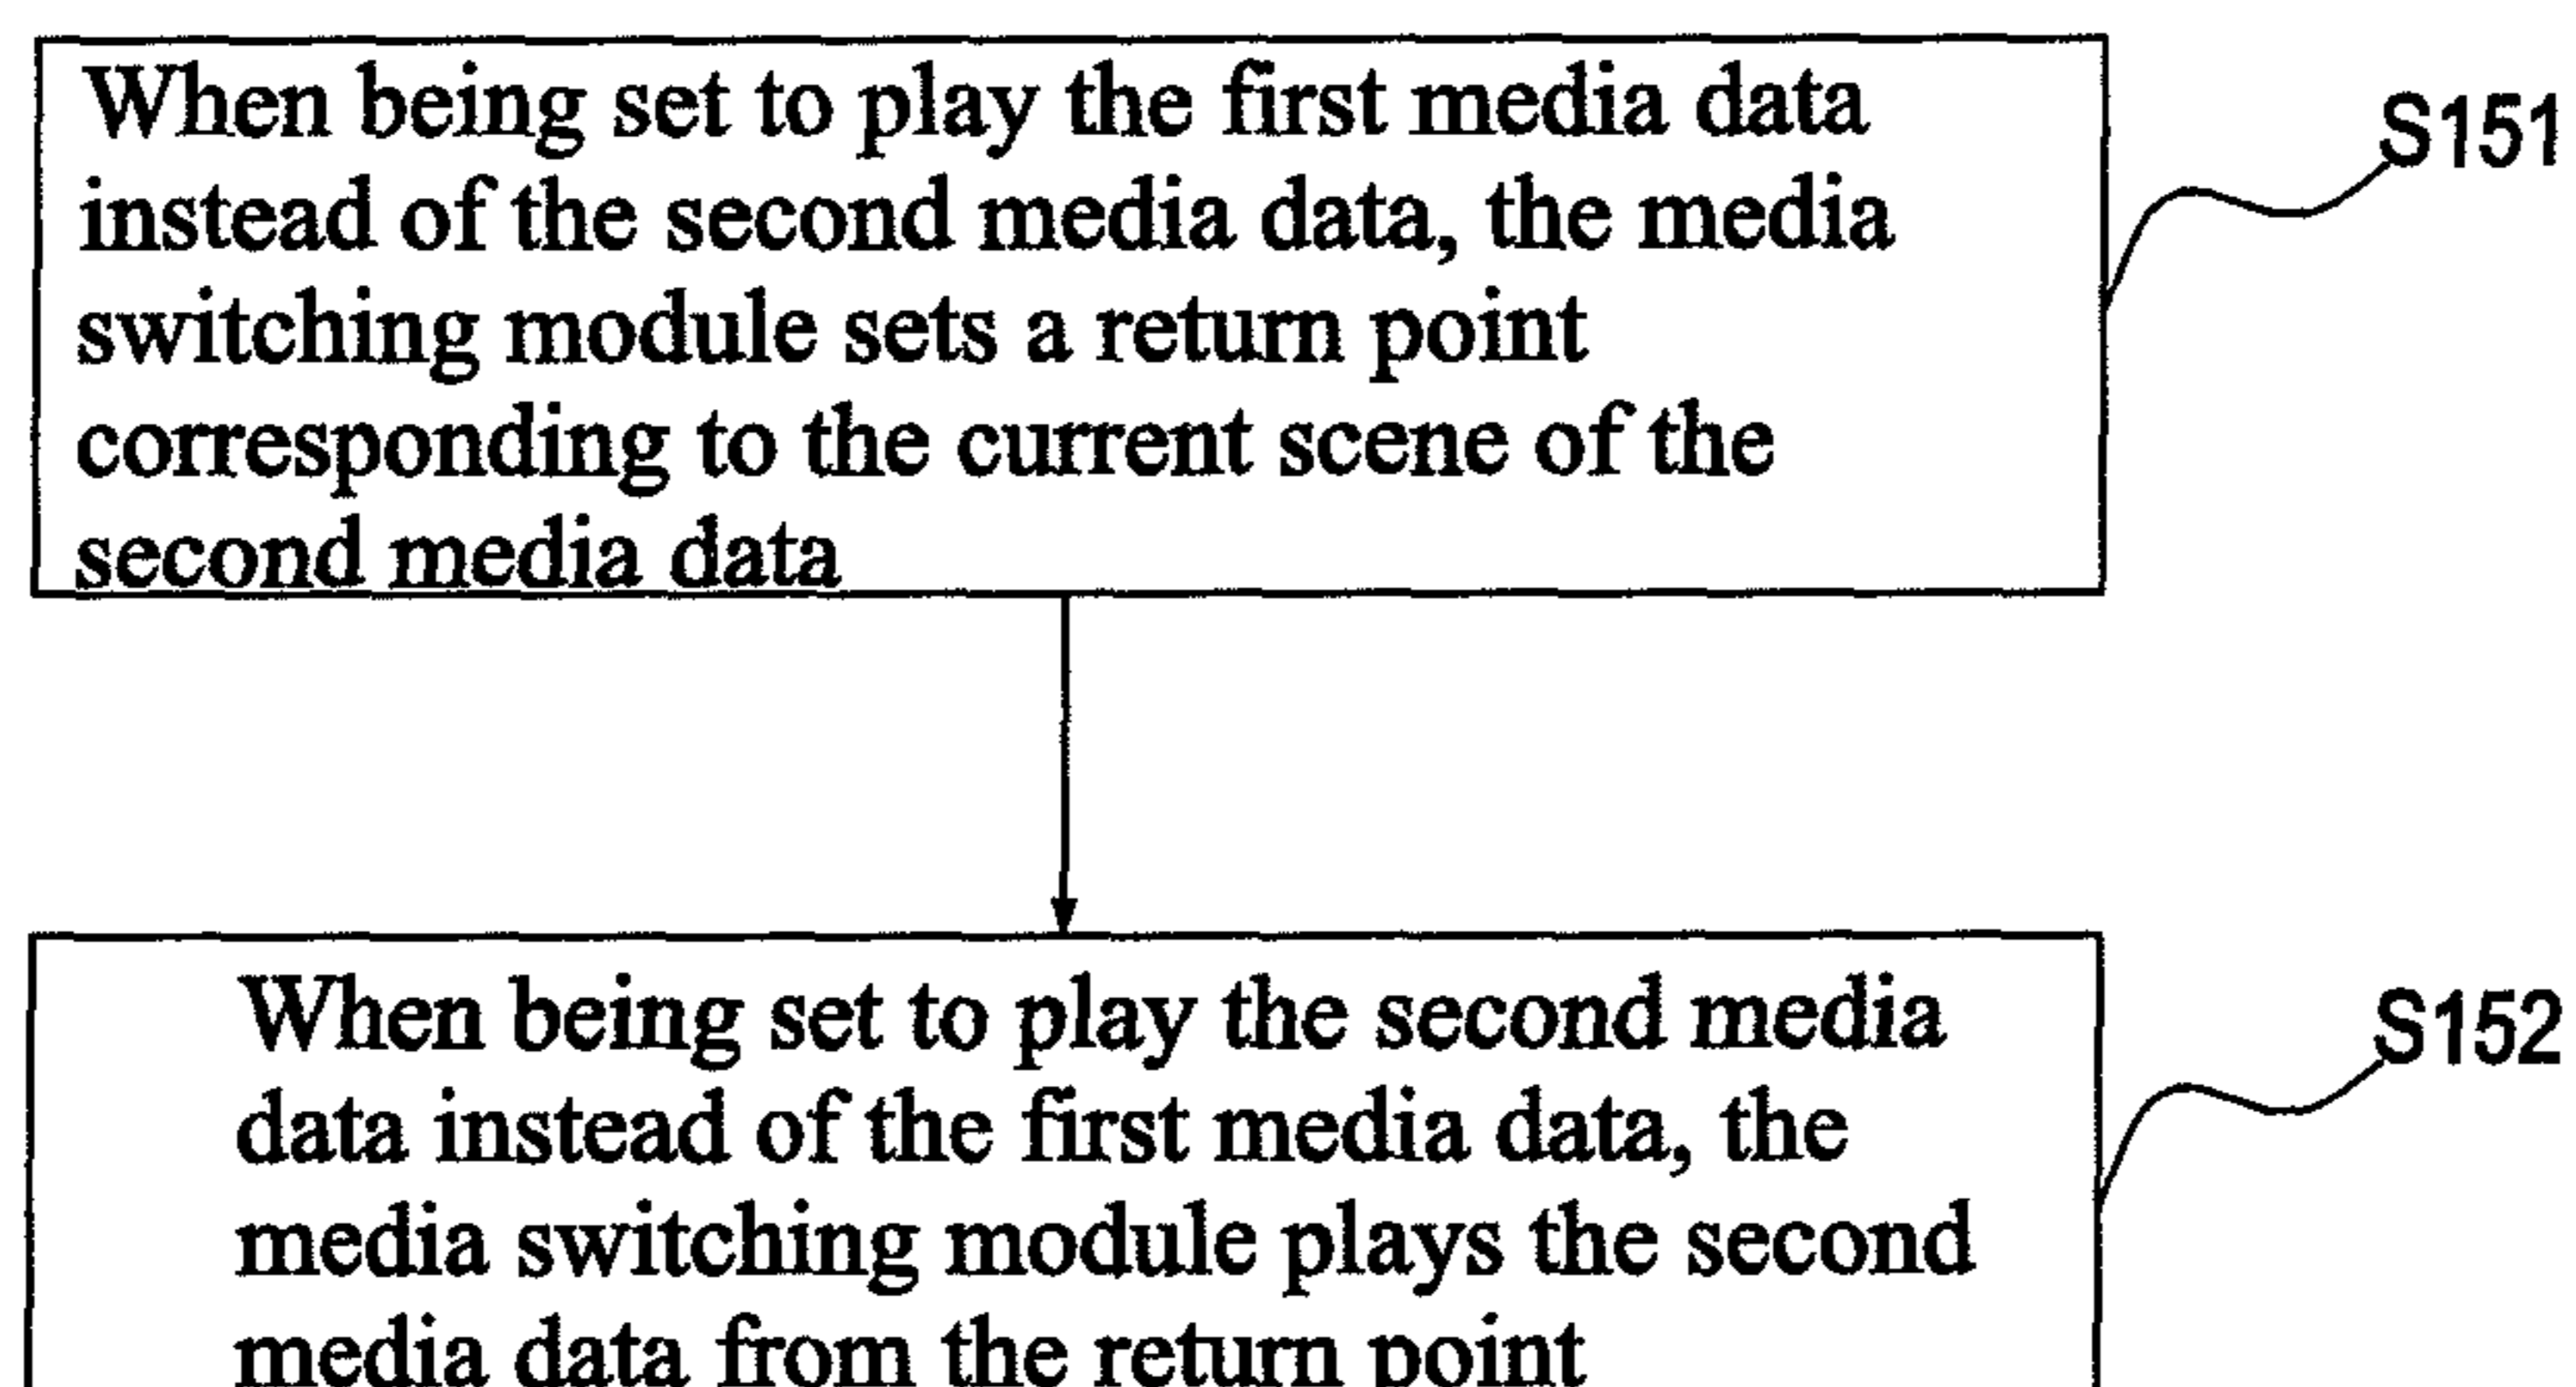 When being set to play the first media data
instead of the second media data, the media
switching module sets a return point
corresponding to the current scene of the
second media data
S151
When being set to play the second media
data instead of the first media data, the
media switching module plays the second
media data from the return point
S152